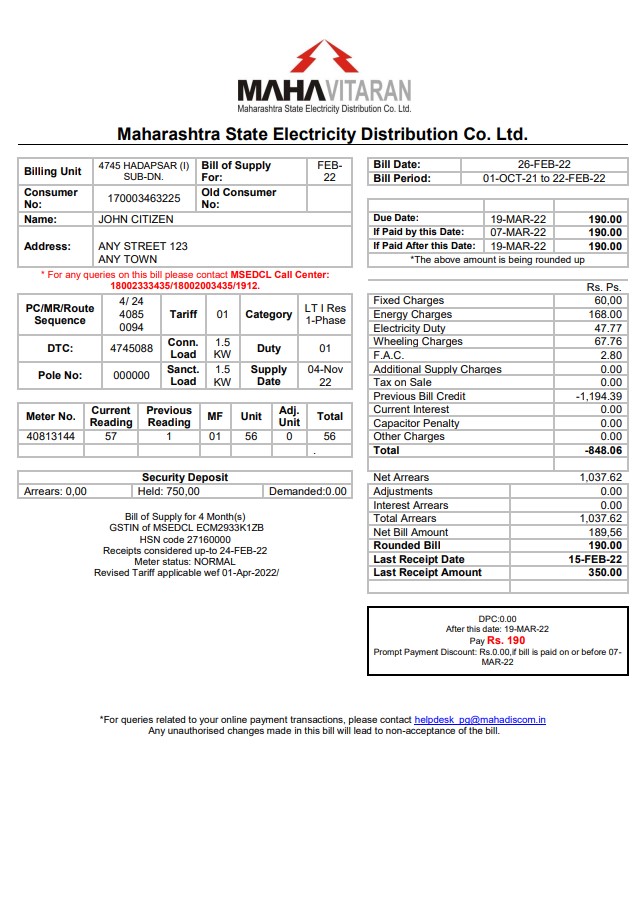 MAHAVITARAN
Maharashtra State Electricity Distribution Co. Ltd.
Maharashtra State Electricity Distribution Co. Ltd.
Billing Unit 4745 HADAPSAR (I) SUB-DN. Bill of Supply For: FEB-22
Consumer No: 170003463225 Old Consumer No:
Name: JOHN CITIZEN
Address: ANY STREET 123
ANY TOWN
* For any queries on this bill please contact MSEDCL Call Center:
18002333435/18002003435/1912.
PC/MR/Route Sequence 4/ 24 4085 0094 Tariff 01 Category LT I Res 1-Phase
DTC: 4745088 Conn. Load 1.5 KW Duty 01
Pole No: 000000 Sanct. Load 1.5 KW Supply Date 04-Nov 22
Meter No. Current Reading Previous Reading MF Unit Adj. Unit Total
40813144 57 1 01 56 0 56
.
Security Deposit
Arrears: 0,00 Held: 750,00 Demanded:0.00
Bill of Supply for 4 Month(s)
GSTIN of MSEDCL ECM2933K1ZB
HSN code 27160000
Receipts considered up-to 24-FEB-22
Meter status: NORMAL
Revised Tariff applicable wef 01-Apr-2022/
Bill Date: 26-FEB-22
Bill Period: 01-OCT-21 to 22-FEB-22
Due Date: 19-MAR-22 190.00
If Paid by this Date: 07-MAR-22 190.00
If Paid After this Date: 19-MAR-22 190.00
*The above amount is being rounded up
Rs. Ps.
Fixed Charges 60,00
Energy Charges 168.00
Electricity Duty 47.77
Wheeling Charges 67.76
F.A.C. 2.80
Additional Supply Charges 0.00
Tax on Sale 0.00
Previous Bill Credit -1,194.39
Current Interest 0.00
Capacitor Penalty 0.00
Other Charges 0.00
Total -848.06
Net Arrears 1,037.62
Adjustments 0.00
Interest Arrears 0.00
Total Arrears 1,037.62
Net Bill Amount 189,56
Rounded Bill 190.00
Last Receipt Date 15-FEB-22
Last Receipt Amount 350.00
DPC:0.00
After this date: 19-MAR-22
Pay Rs. 190
Prompt Payment Discount: Rs.0.00,if bill is paid on or before 07-
MAR-22
*For queries related to your online payment transactions, please contact helpdesk_pg@mahadiscom.in
Any unauthorised changes made in this bill will lead to non-acceptance of the bill.